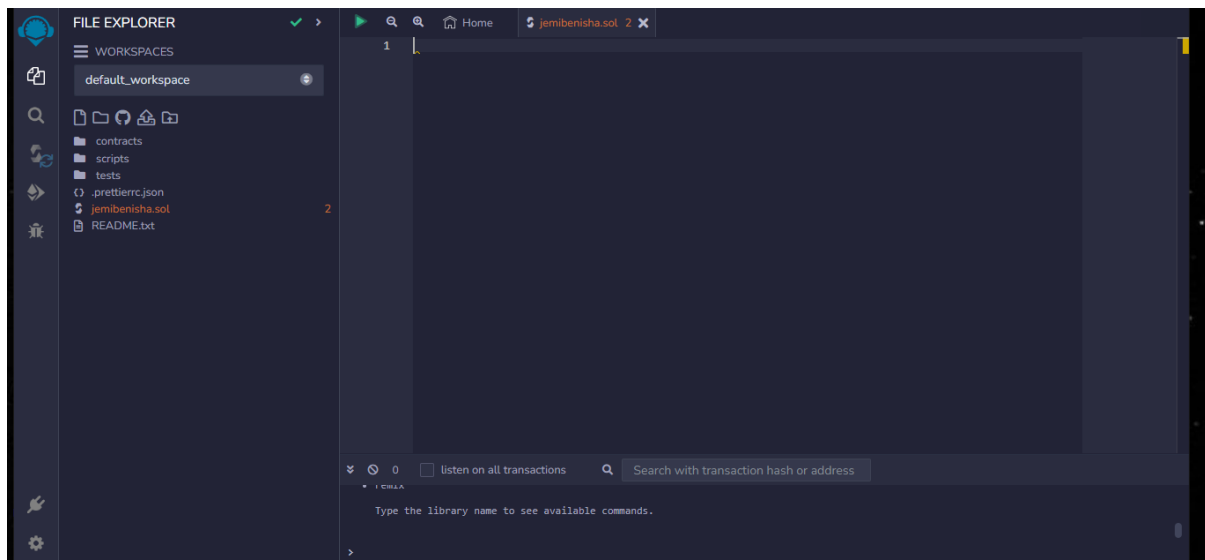 FILE EXPLORER
WORKSPACES
default_workspace
contracts
scripts
tests
.prettierrc.json
jemibenisha.sol 2
README.txt
Home
jemibenisha.sol 2
1
0 listen on all transactions Search with transaction hash or address
remix
Type the library name to see available commands.
>